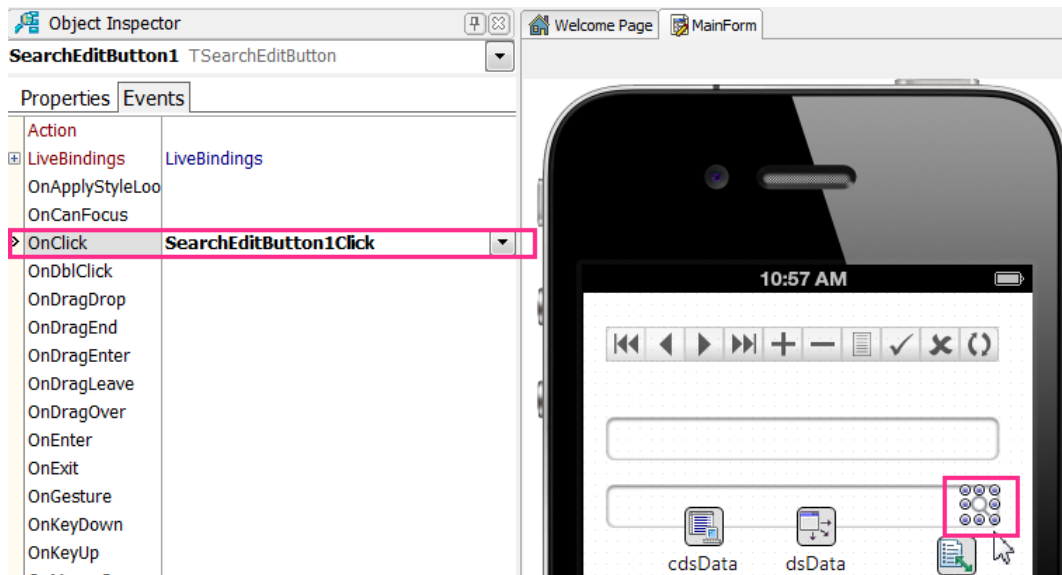 Object Inspector
SearchEditButton1 TSearchEditButton
Properties Events
Action
LiveBindings LiveBindings
OnApplyStyleLoo
OnCanFocus
OnClick SearchEditButton1Click
OnDblClick
OnDragDrop
OnDragEnd
OnDragEnter
OnDragLeave
OnDragOver
OnEnter
OnExit
OnGesture
OnKeyDown
OnKeyUp
Welcome Page MainForm
10:57 AM
cdsData dsData